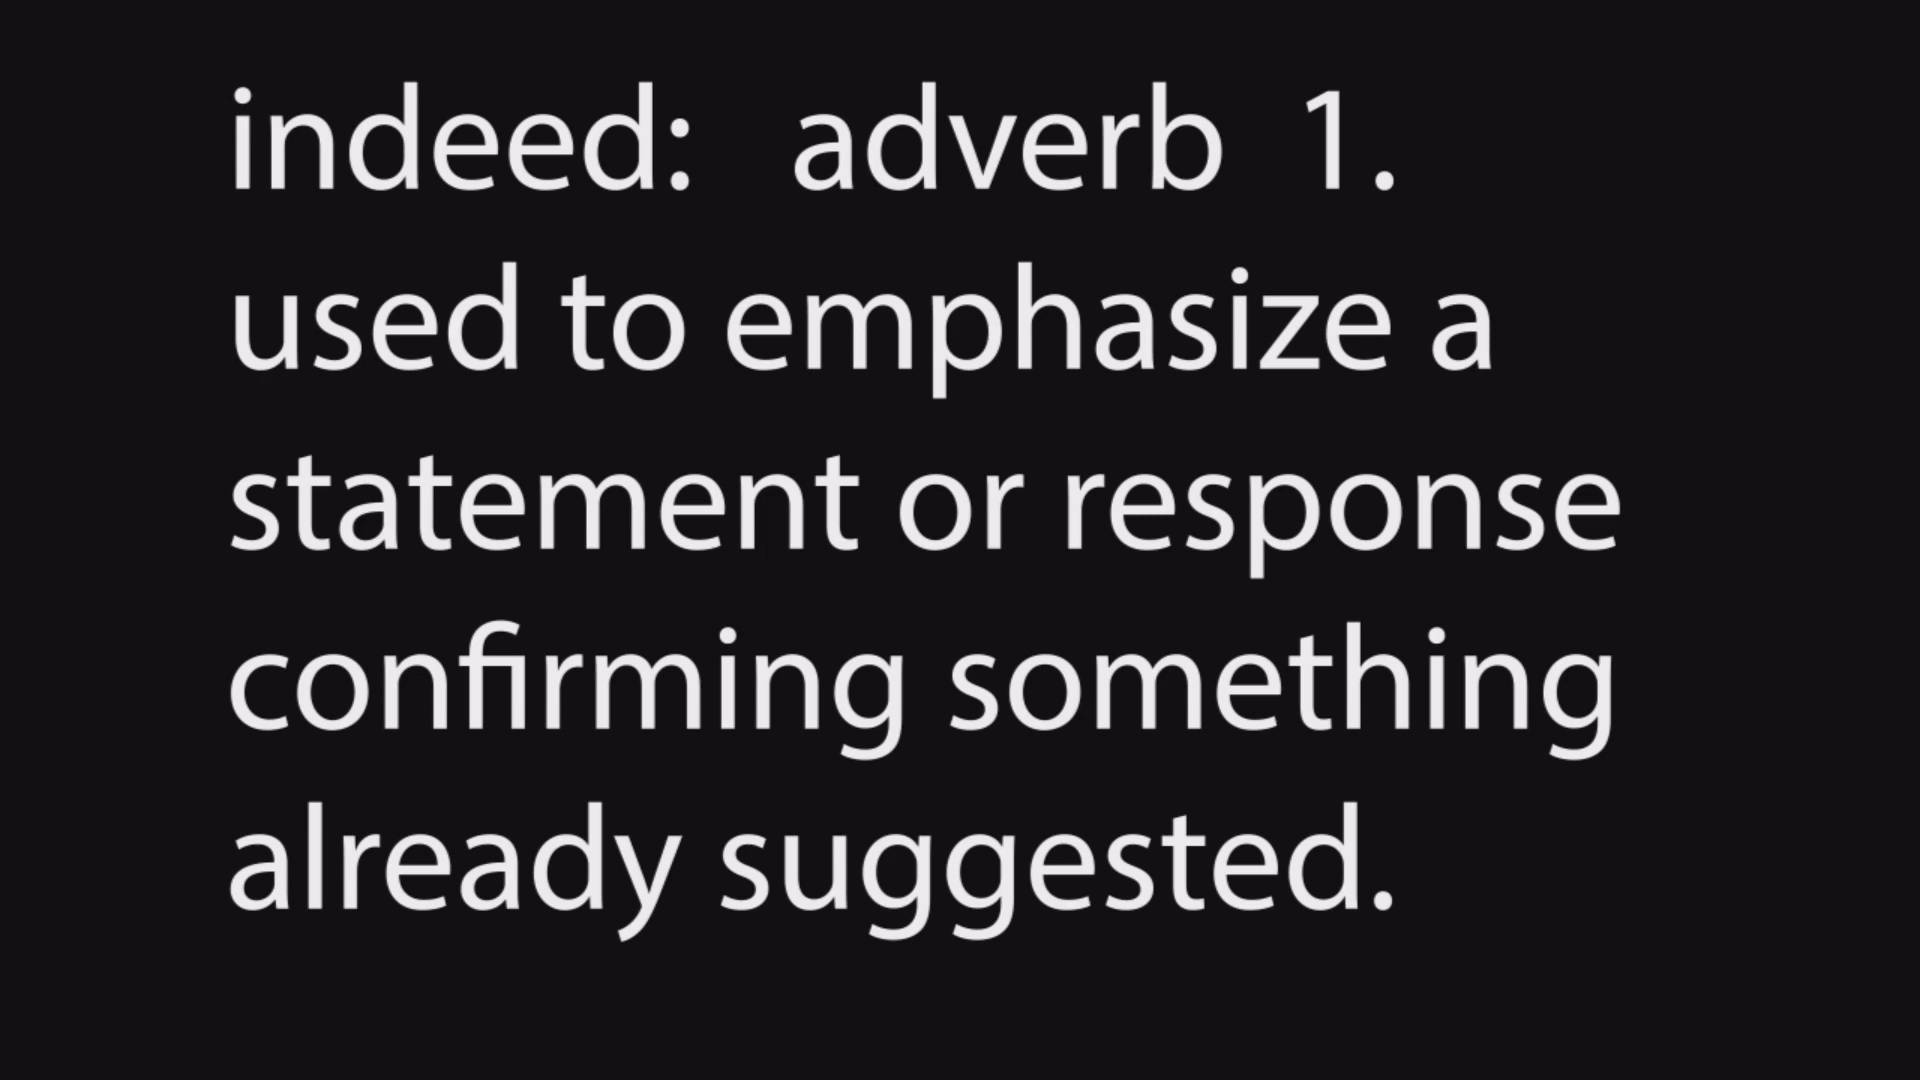 indeed:   adverb  1.
used to emphasize a
statement or response
confirming something
already suggested.